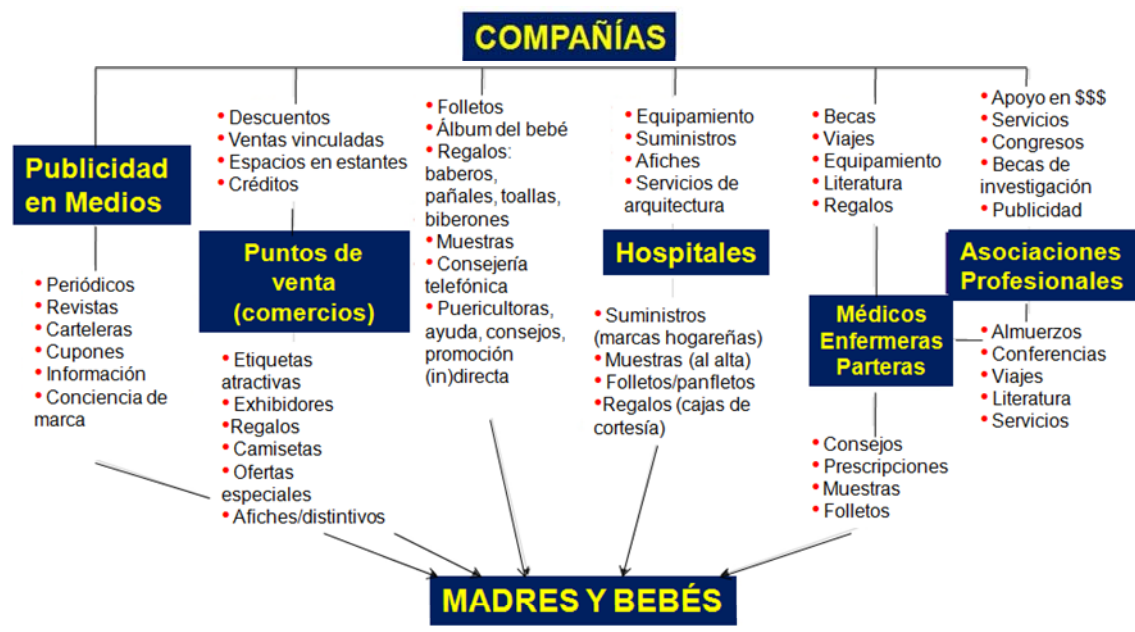 COMPAÑÍAS
Publicidad
en Medios
• Periódicos
• Revistas
• Carteleras
• Cupones
• Información
• Conciencia de
marca
• Descuentos
• Ventas vinculadas
• Espacios en estantes
• Créditos
Puntos de
venta
(comercios)
• Etiquetas
atractivas
• Exhibidores
• Regalos
• Camisetas
• Ofertas
especiales
• Afiches/distintivos
• Folletos
• Álbum del bebé
• Regalos:
baberos,
pañales, toallas,
biberones
• Muestras
• Consejería
telefónica
• Puericultoras,
ayuda, consejos,
promoción
(in)directa
• Equipamiento
• Suministros
• Afiches
• Servicios de
arquitectura
Hospitales
• Suministros
(marcas hogareñas)
• Muestras (al alta)
• Folletos/panfletos
• Regalos (cajas de
cortesía)
• Becas
• Viajes
• Equipamiento
• Literatura
• Regalos
Médicos
Enfermeras
Parteras
• Consejos
• Prescripciones
• Muestras
• Folletos
• Apoyo en $$$
• Servicios
• Congresos
• Becas de
investigación
• Publicidad
Asociaciones
Profesionales
• Almuerzos
• Conferencias
• Viajes
• Literatura
• Servicios
MADRES Y BEBÉS